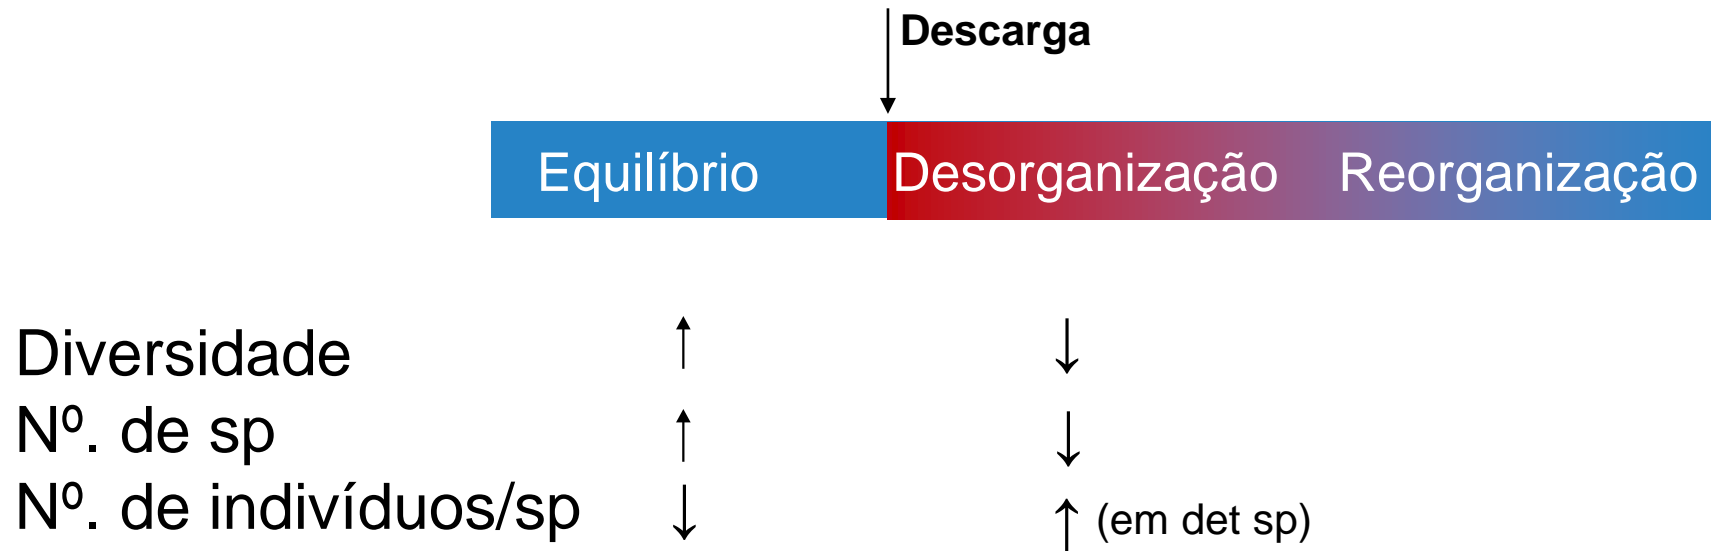 Descarga
Equilíbrio Desorganização Reorganização
Diversidade ↑ ↓
Nº. de sp ↑ ↓
Nº. de indivíduos/sp ↓ ↑ (em det sp)